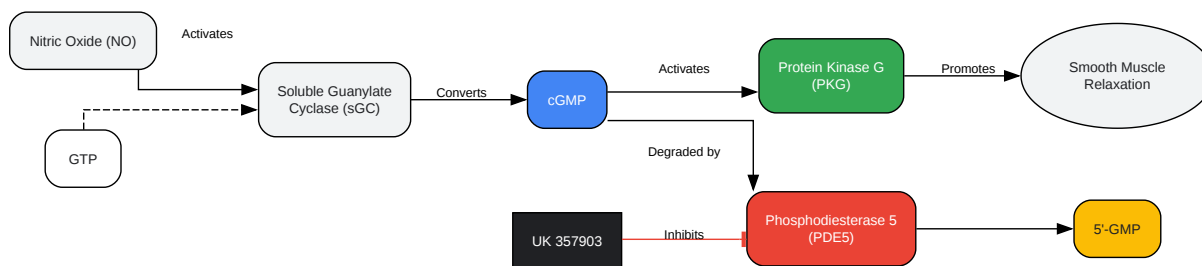 Nitric Oxide (NO)
Activates
Soluble Guanylate
Cyclase (sGC)
GTP
Converts
cGMP
Activates
Protein Kinase G
(PKG)
Promotes
Smooth Muscle
Relaxation
Degraded by
UK 357903
Inhibits
Phosphodiesterase 5
(PDE5)
5'-GMP